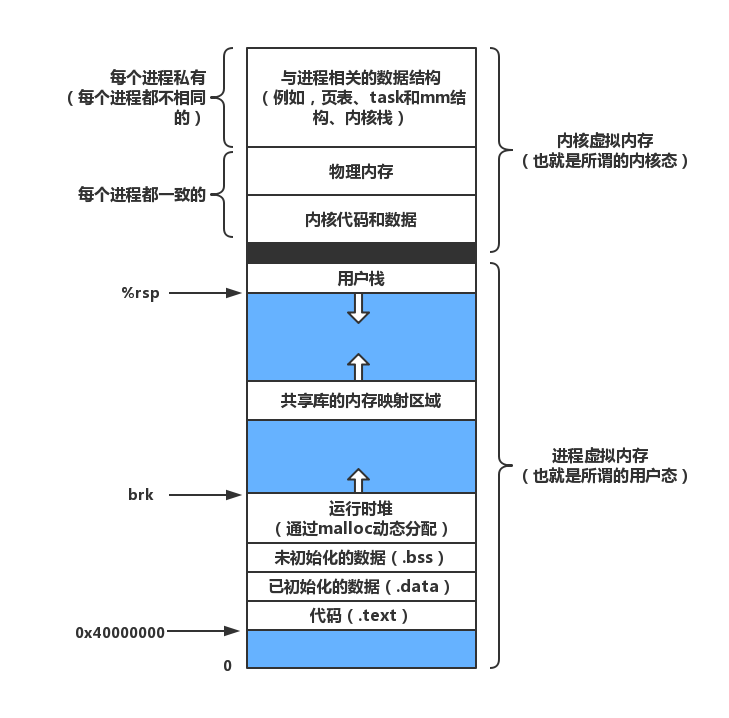 每个进程私有
（每个进程都不相同
的）
与进程相关的数据结构
（例如，页表、task和mm结
构、内核栈）
内核虚拟内存
（也就是所谓的内核态）
物理内存
每个进程都一致的
内核代码和数据
用户栈
%rsp
共享库的内存映射区域
进程虚拟内存
（也就是所谓的用户态）
brk
运行时堆
（通过malloc动态分配）
未初始化的数据（.bss）
已初始化的数据（.data）
代码（.text）
0x40000000
0